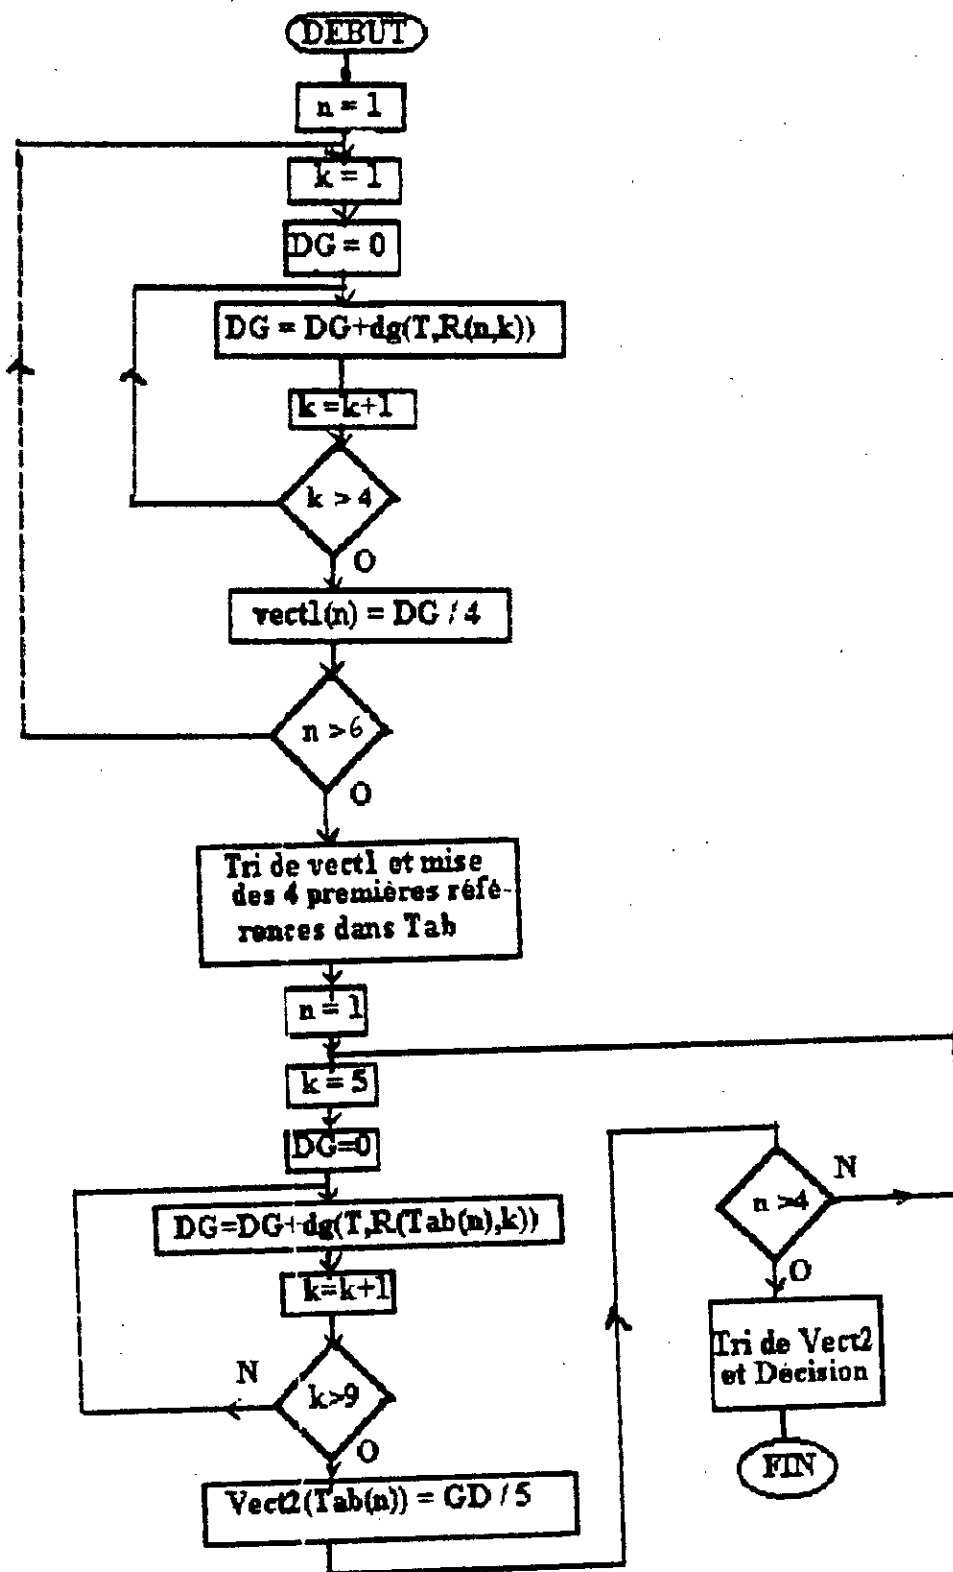 DEBUT
n = 1
k = 1
DG = 0
DG = DG+dg(T,R(n,k))
k =k+1
k > 4
O
vect1(n) = DG / 4
n >6
O
Tri de vect1 et mise
des 4 premières réfé-
rences dans Tab
n = 1
k = 5
DG=0
DG=DG+dg(T,R(Tab(n),k))
k=k+1
N
k>9
O
Vect2(Tab(n)) = GD / 5
n >4
N
O
Tri de Vect2
et Décision
FIN